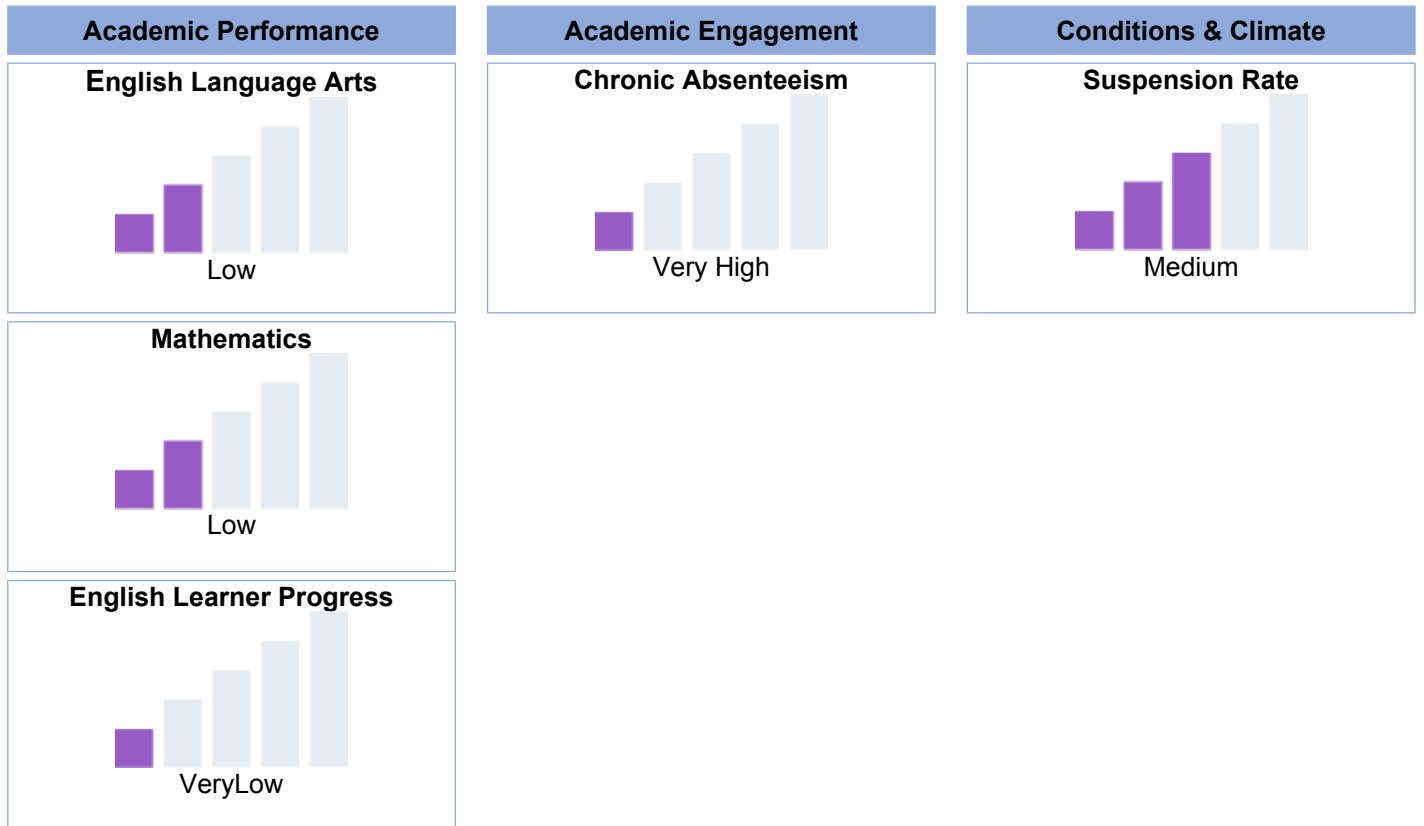 Academic Performance
Academic Engagement
Conditions & Climate
English Language Arts
Low
Chronic Absenteeism
Very High
Suspension Rate
Medium
Mathematics
Low
English Learner Progress
VeryLow